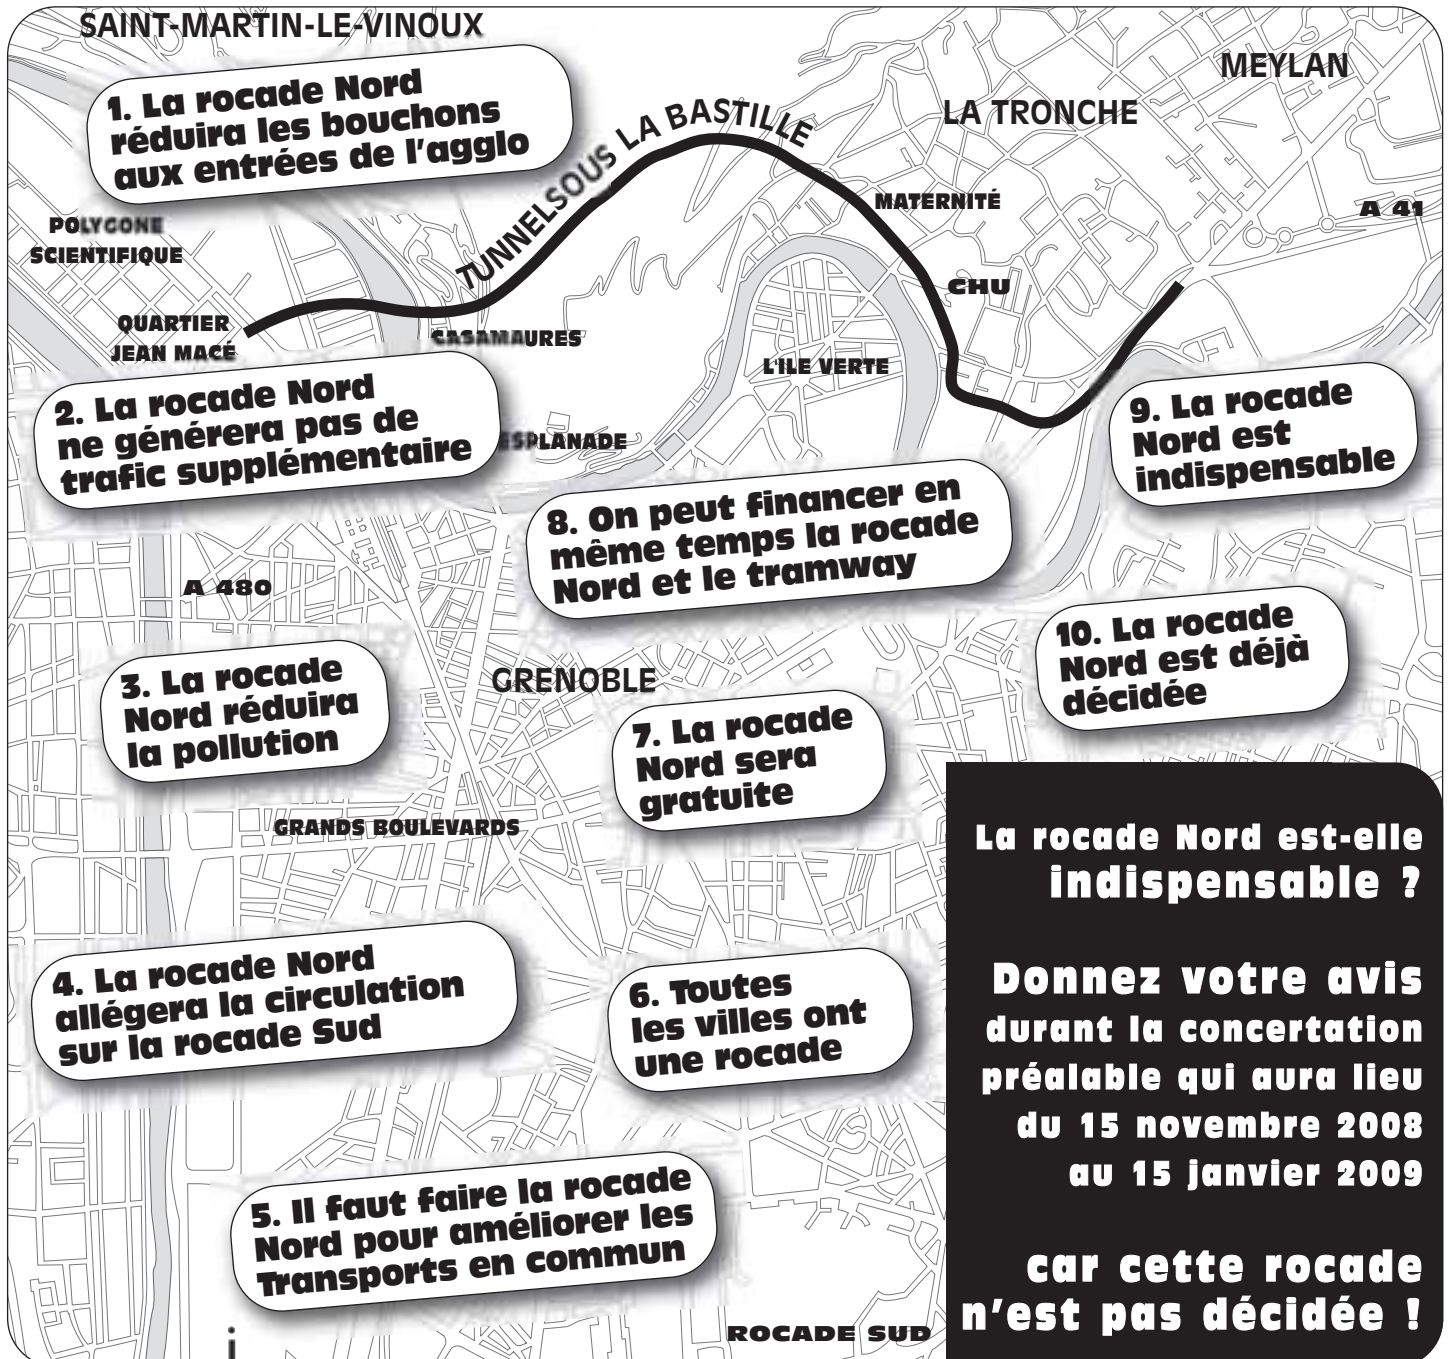 SAINT-MARTIN-LE-VINOUX
MEYLAN
LA TRONCHE
1. La rocade Nord
réduira les bouchons
aux entrées de l'agglo
TUNNEL SOUS LA BASTILLE
MATERNITÉ
A 41
POLYGONE
SCIENTIFIQUE
CHU
QUARTIER
JEAN MACÉ
CASAMAURES
L'ILE VERTE
2. La rocade Nord
ne générera pas de
trafic supplémentaire
ESPLANADE
9. La rocade
Nord est
indispensable
8. On peut financer en
même temps la rocade
Nord et le tramway
A 480
10. La rocade
Nord est déjà
décidée
GRENOBLE
3. La rocade
Nord réduira
la pollution
7. La rocade
Nord sera
gratuite
GRANDS BOULEVARDS
4. La rocade Nord
allégera la circulation
sur la rocade Sud
6. Toutes
les villes ont
une rocade
5. Il faut faire la rocade
Nord pour améliorer les
Transports en commun
ROCADE SUD
La rocade Nord est-elle
indispensable ?
Donnez votre avis
durant la concertation
préalable qui aura lieu
du 15 novembre 2008
au 15 janvier 2009
car cette rocade
n'est pas décidée !